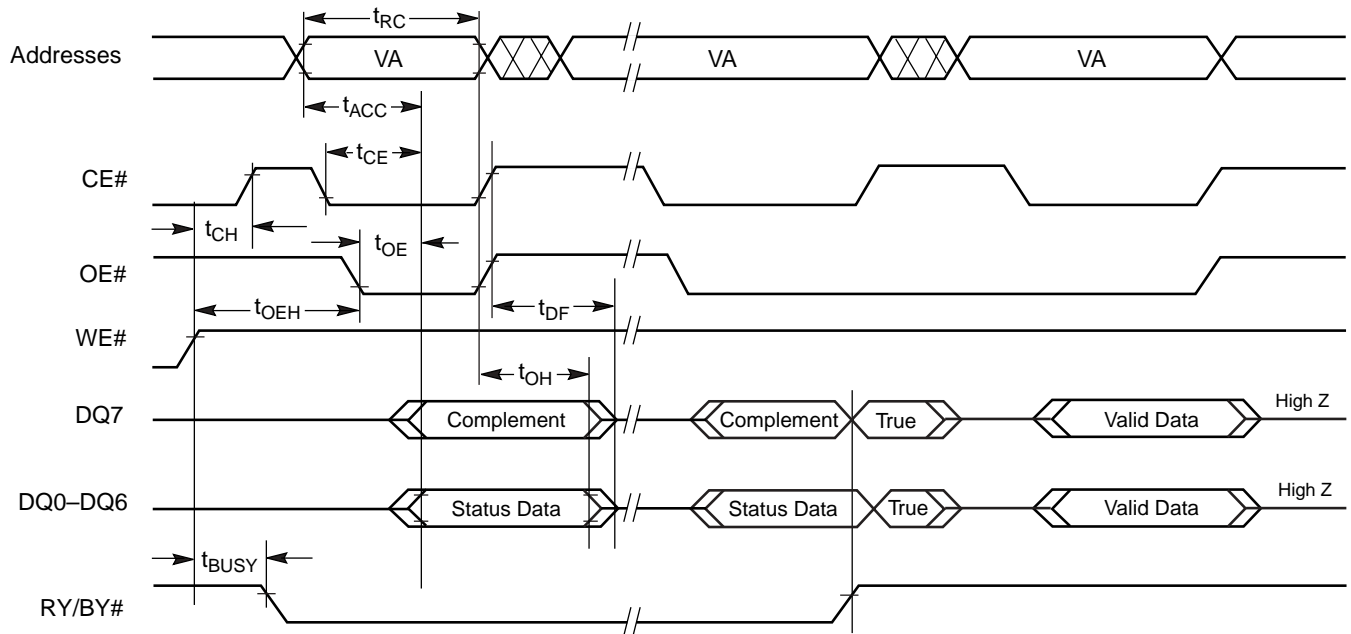 tRC
Addresses VA VA VA
tACC
tCE
CE#
tCH tOE
OE#
tOEH tDF
WE#
tOH
DQ7 Complement Complement True Valid Data High Z
DQ0–DQ6 Status Data Status Data True Valid Data High Z
tBUSY
RY/BY#